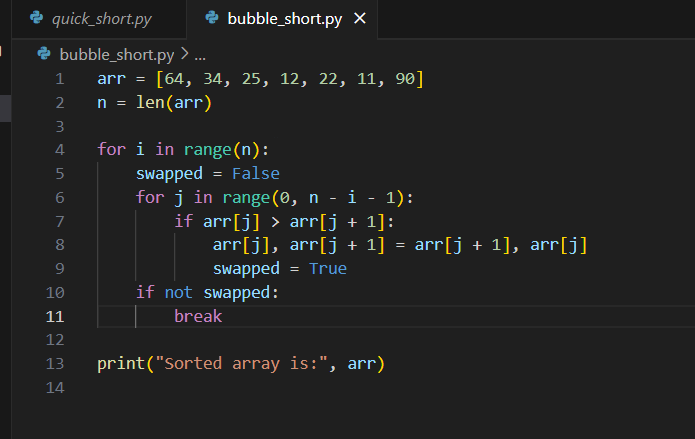 quick_short.py bubble_short.py ✕
bubble_short.py > ...
1 arr = [64, 34, 25, 12, 22, 11, 90]
2 n = len(arr)
3
4 for i in range(n):
5     swapped = False
6     for j in range(0, n - i - 1):
7         if arr[j] > arr[j + 1]:
8             arr[j], arr[j + 1] = arr[j + 1], arr[j]
9             swapped = True
10     if not swapped:
11         break
12
13 print("Sorted array is:", arr)
14